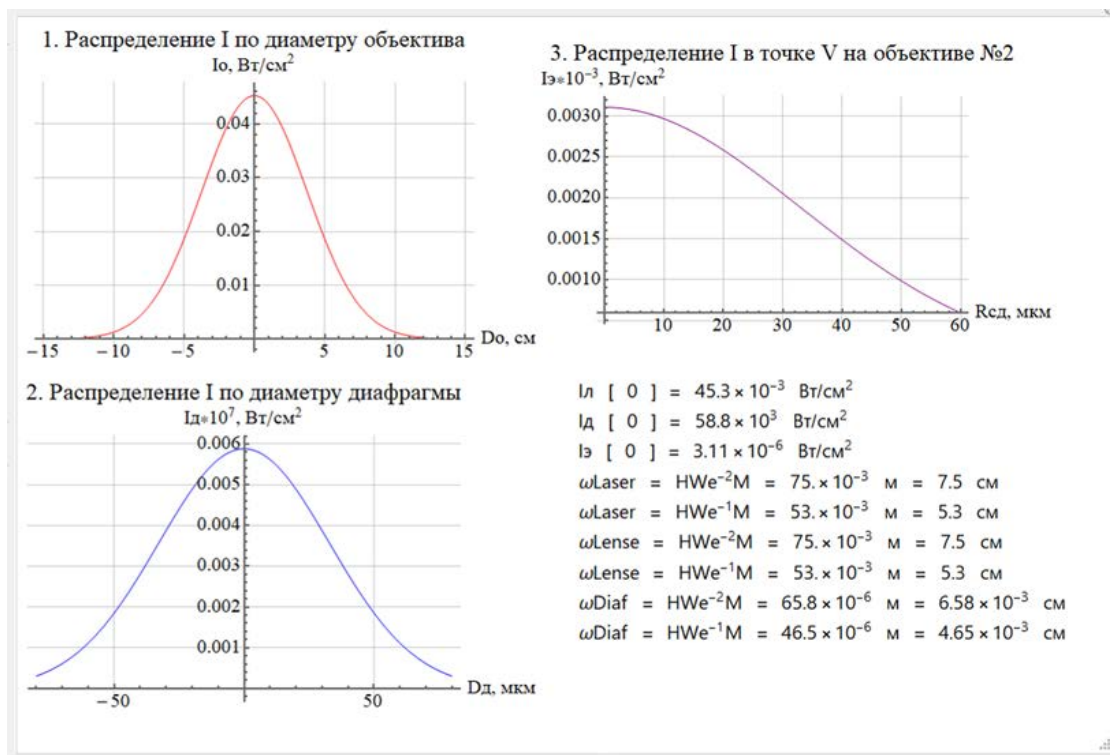 1. Распределение I по диаметру объектива
Iо, Вт/см²
0.04
0.03
0.02
0.01
−15 −10 −5 5 10 15 Dо, см
2. Распределение I по диаметру диафрагмы
Iд*10⁷, Вт/см²
0.006
0.005
0.004
0.003
0.002
0.001
−50 50 Dд, мкм
3. Распределение I в точке V на объективе №2
Iэ*10⁻³, Вт/см²
0.0030
0.0025
0.0020
0.0015
0.0010
10 20 30 40 50 60 Rсд, мкм
Iл [ 0 ] = 45.3 × 10⁻³ Вт/см²
Iд [ 0 ] = 58.8 × 10³ Вт/см²
Iэ [ 0 ] = 3.11 × 10⁻⁶ Вт/см²
ωLaser = HWe⁻²M = 75. × 10⁻³ м = 7.5 см
ωLaser = HWe⁻¹M = 53. × 10⁻³ м = 5.3 см
ωLense = HWe⁻²M = 75. × 10⁻³ м = 7.5 см
ωLense = HWe⁻¹M = 53. × 10⁻³ м = 5.3 см
ωDiaf = HWe⁻²M = 65.8 × 10⁻⁶ м = 6.58 × 10⁻³ см
ωDiaf = HWe⁻¹M = 46.5 × 10⁻⁶ м = 4.65 × 10⁻³ см